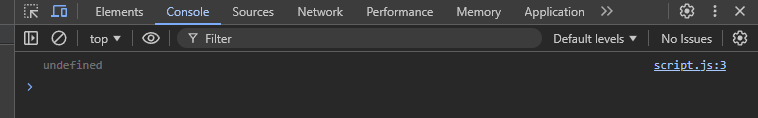 Elements Console Sources Network Performance Memory Application
top Filter Default levels No Issues
undefined script.js:3